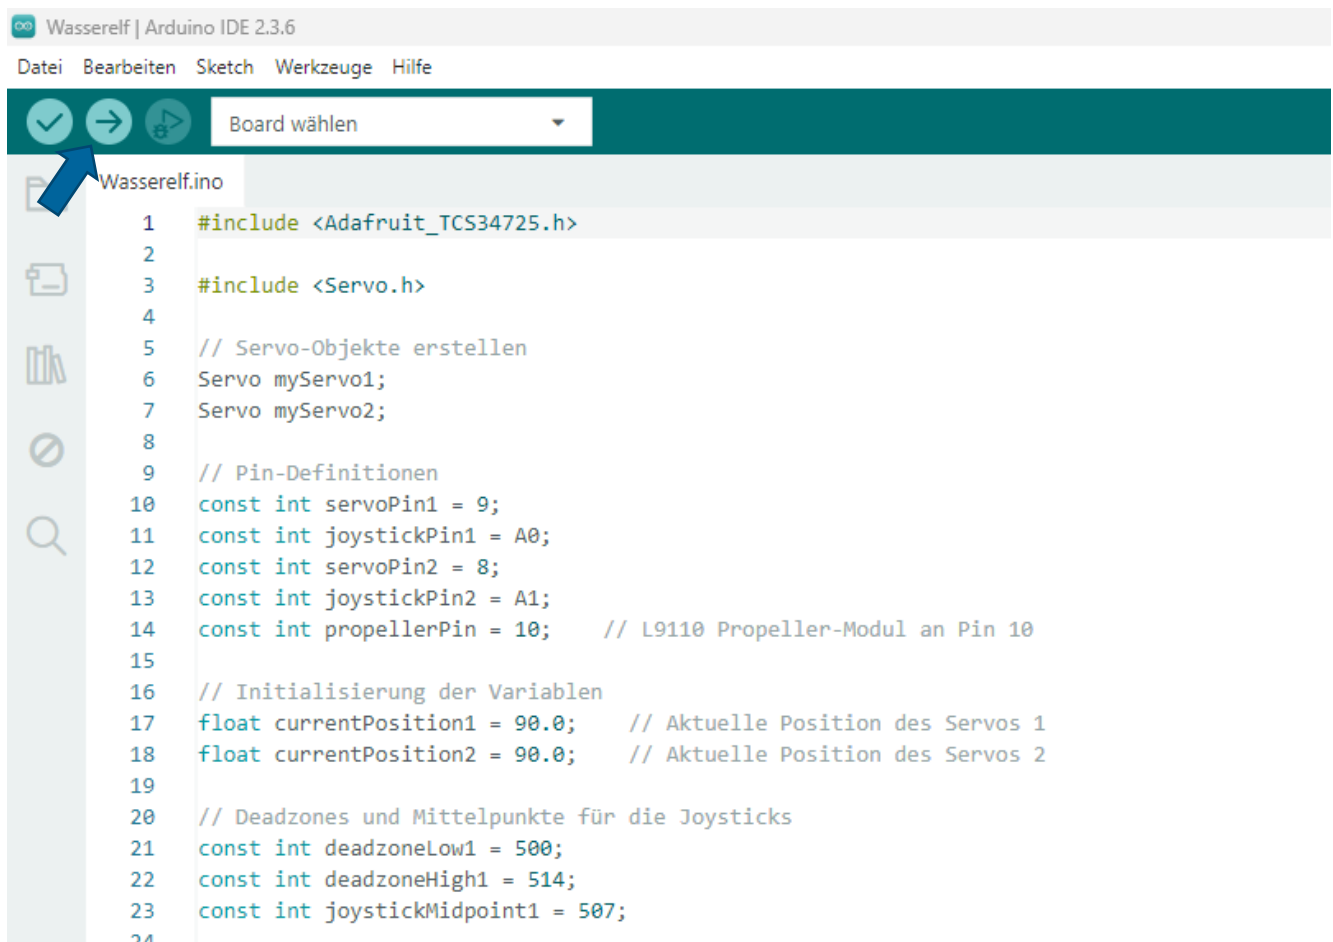 Wasserelf | Arduino IDE 2.3.6
Datei Bearbeiten Sketch Werkzeuge Hilfe
Board wählen
Wasserelf.ino
1 #include <Adafruit_TCS34725.h>
2
3 #include <Servo.h>
4
5 // Servo-Objekte erstellen
6 Servo myServo1;
7 Servo myServo2;
8
9 // Pin-Definitionen
10 const int servoPin1 = 9;
11 const int joystickPin1 = A0;
12 const int servoPin2 = 8;
13 const int joystickPin2 = A1;
14 const int propellerPin = 10; // L9110 Propeller-Modul an Pin 10
15
16 // Initialisierung der Variablen
17 float currentPosition1 = 90.0; // Aktuelle Position des Servos 1
18 float currentPosition2 = 90.0; // Aktuelle Position des Servos 2
19
20 // Deadzones und Mittelpunkte für die Joysticks
21 const int deadzoneLow1 = 500;
22 const int deadzoneHigh1 = 514;
23 const int joystickMidpoint1 = 507;
24